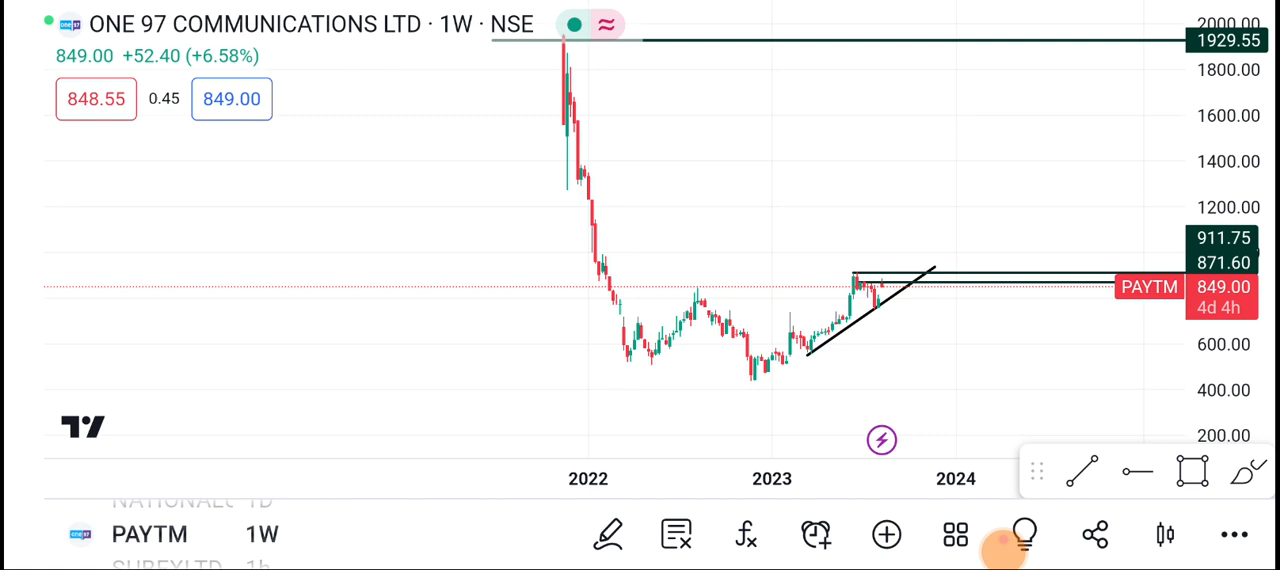 ONE 97 COMMUNICATIONS LTD · 1W · NSE
849.00 +52.40 (+6.58%)
848.55 0.45 849.00
2000.00
1929.55
1800.00
1600.00
1400.00
1200.00
911.75
871.60
PAYTM 849.00
4d 4h
600.00
400.00
200.00
2022 2023 2024
PAYTM 1W